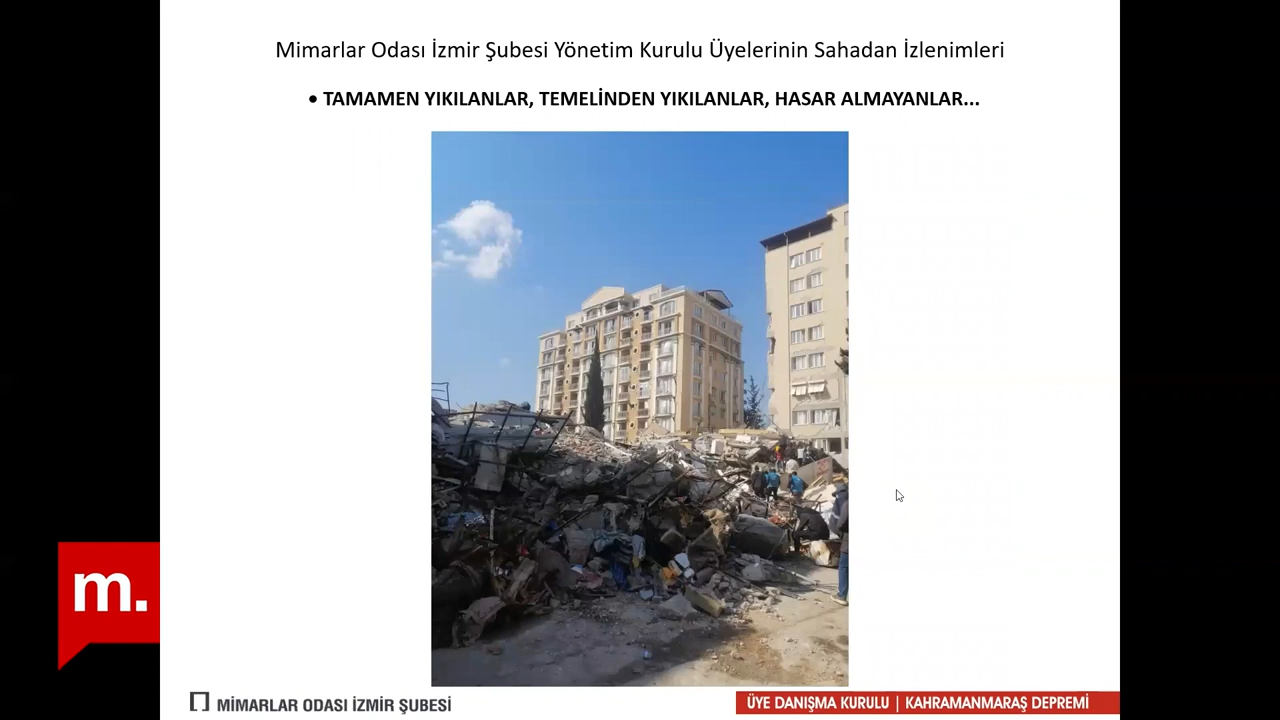 Mimarlar Odası İzmir Şubesi Yönetim Kurulu Üyelerinin Sahadan İzlenimleri
• TAMAMEN YIKILANLAR, TEMELİNDEN YIKILANLAR, HASAR ALMAYANLAR...
m.
MİMARLAR ODASI İZMİR ŞUBESİ
ÜYE DANIŞMA KURULU | KAHRAMANMARAŞ DEPREMİ